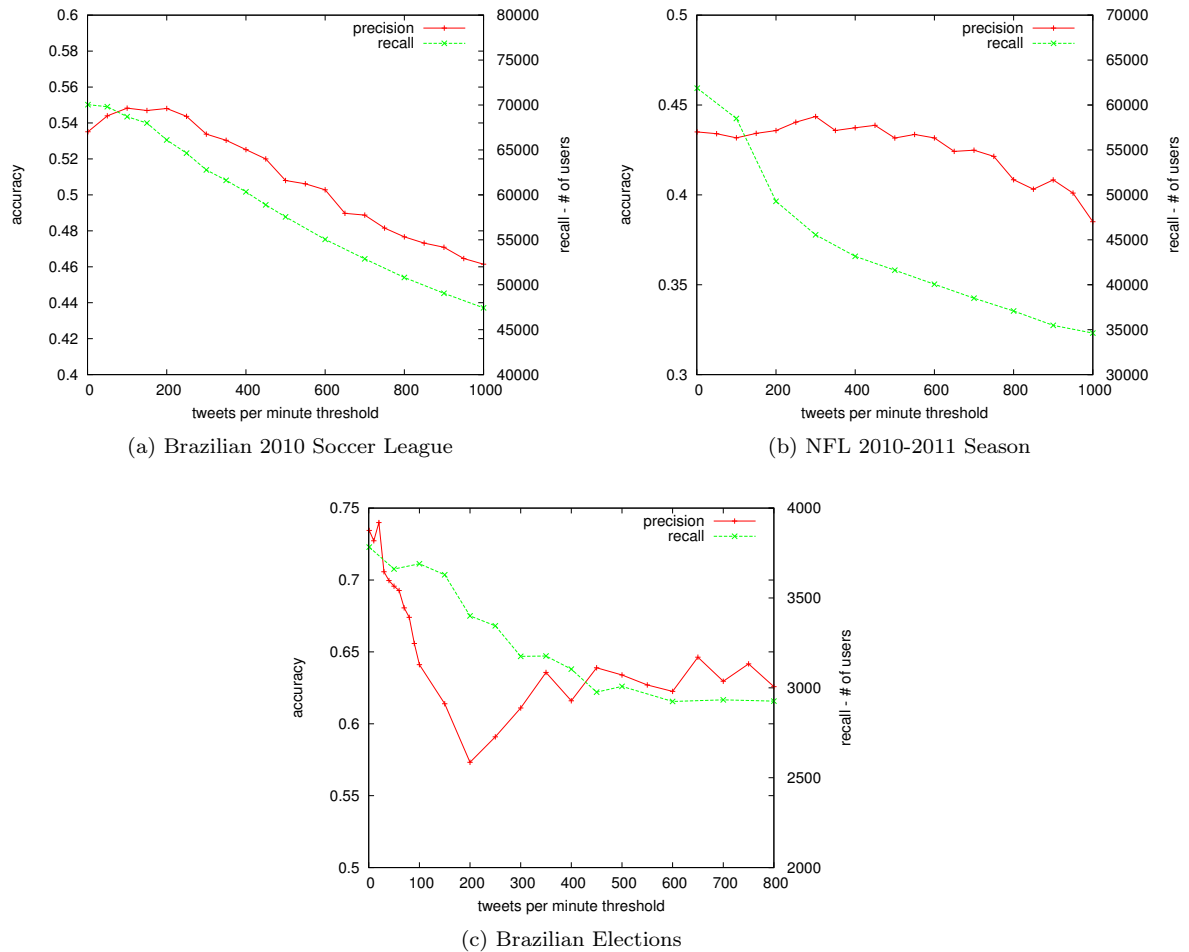 0.6
0.58
0.56
0.54
0.52
0.5
0.48
0.46
0.44
0.42
0.4
accuracy
0 200 400 600 800 1000
tweets per minute threshold
80000
75000
70000
65000
60000
55000
50000
45000
40000
recall - # of users
precision
recall
(a) Brazilian 2010 Soccer League
0.5
0.45
0.4
0.35
0.3
accuracy
0 200 400 600 800 1000
tweets per minute threshold
70000
65000
60000
55000
50000
45000
40000
35000
30000
recall - # of users
precision
recall
(b) NFL 2010-2011 Season
0.75
0.7
0.65
0.6
0.55
0.5
accuracy
0 100 200 300 400 500 600 700 800
tweets per minute threshold
4000
3500
3000
2500
2000
recall - # of users
precision
recall
(c) Brazilian Elections